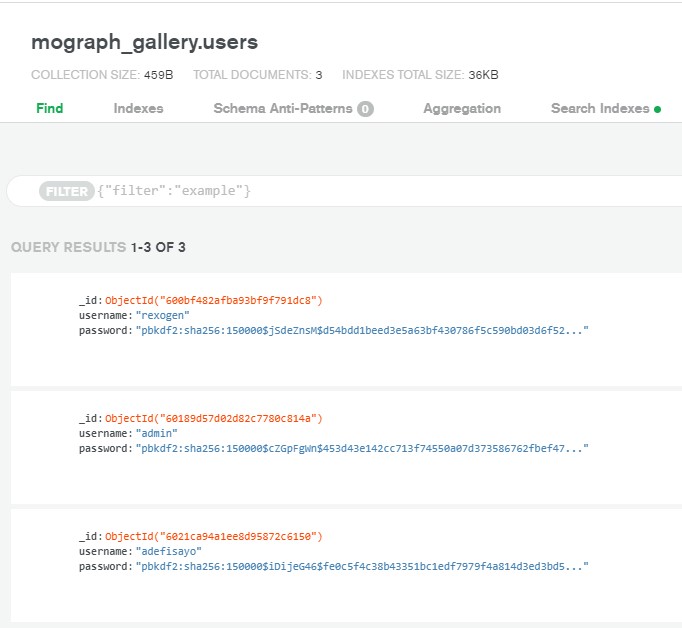 mograph_gallery.users
COLLECTION SIZE: 459B TOTAL DOCUMENTS: 3 INDEXES TOTAL SIZE: 36KB
Find Indexes Schema Anti-Patterns 0 Aggregation Search Indexes
FILTER {"filter":"example"}
QUERY RESULTS 1-3 OF 3
_id: ObjectId("600bf482afba93bf9f791dc8")
username: "rexogen"
password: "pbkdf2:sha256:150000$jSdeZnsM$d54bdd1beed3e5a63bf430786f5c590bd03d6f52..."
_id: ObjectId("60189d57d02d82c7780c814a")
username: "admin"
password: "pbkdf2:sha256:150000$cZGpFgWn$453d43e142cc713f74550a07d373586762fbef47..."
_id: ObjectId("6021ca94a1ee8d95872c6150")
username: "adefisayo"
password: "pbkdf2:sha256:150000$iDijeG46$fe0c5f4c38b43351bc1edf7979f4a814d3ed3bd5..."